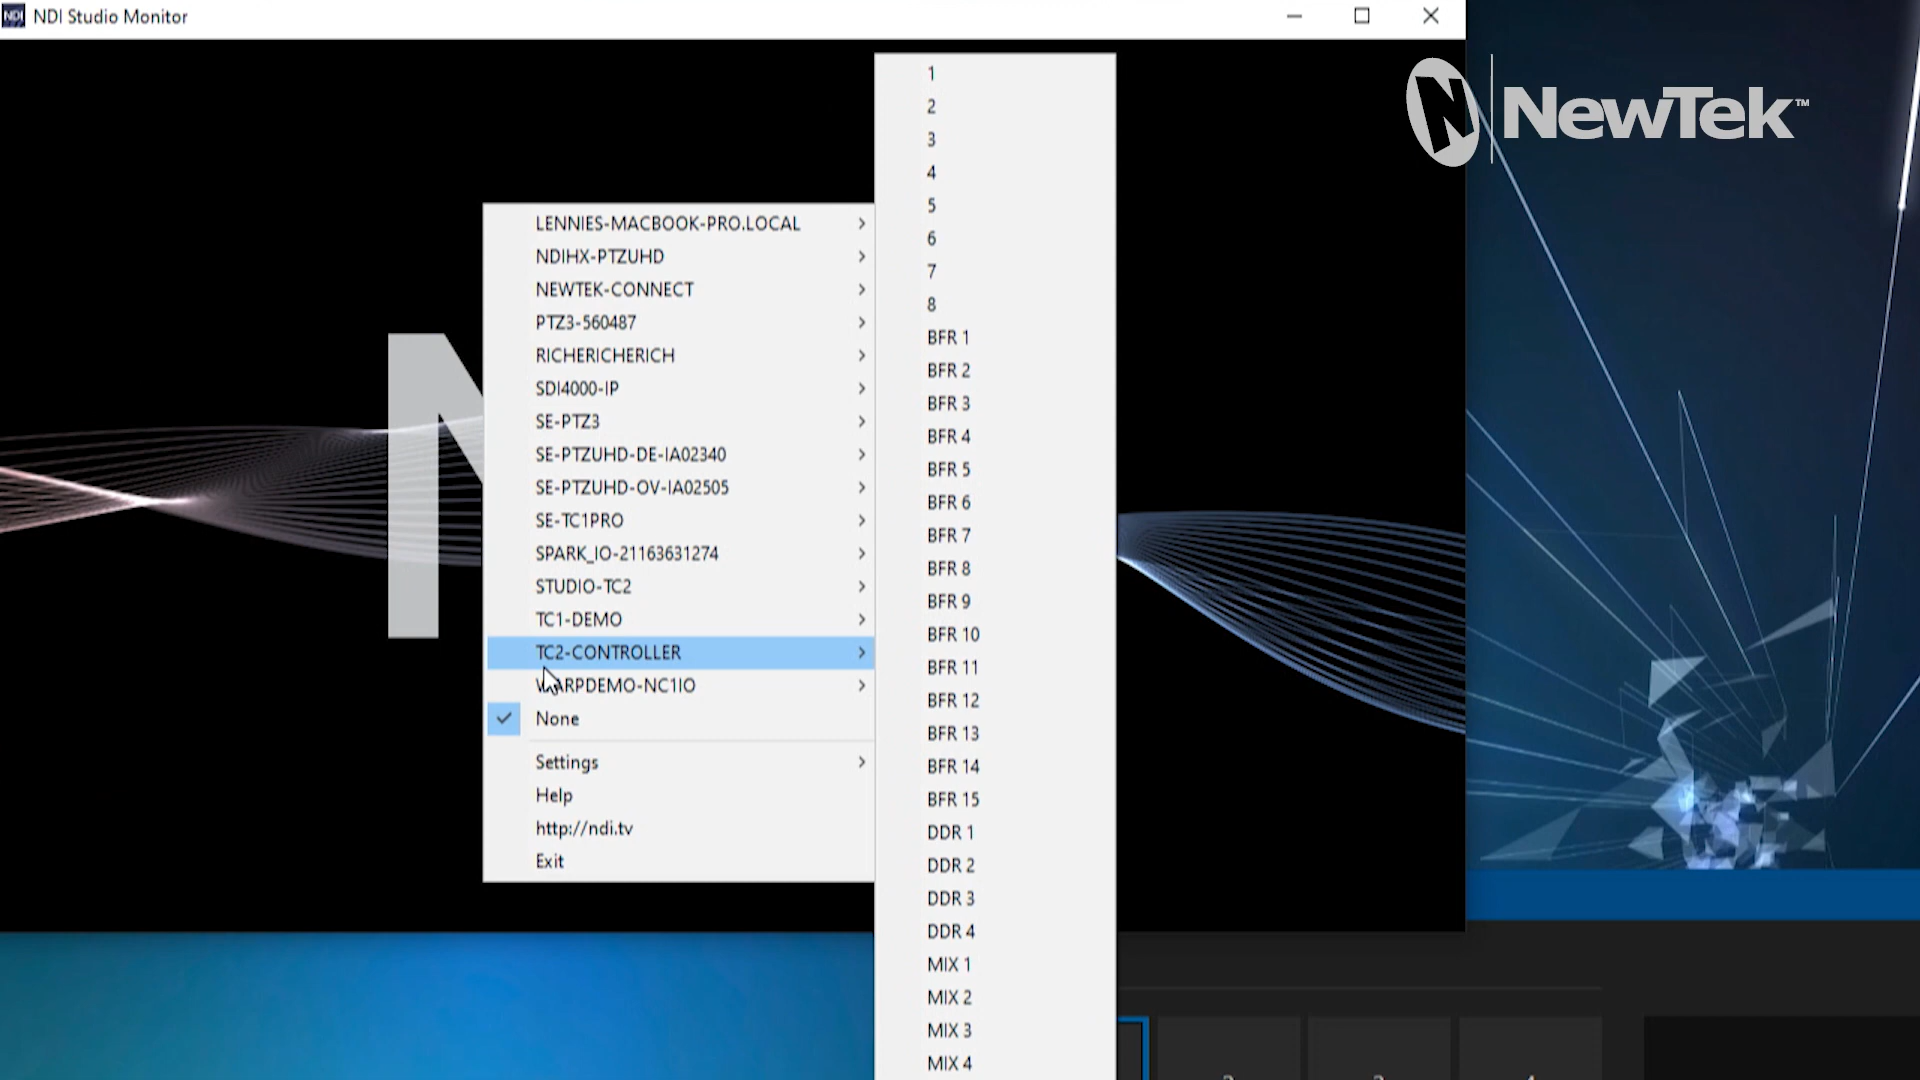 NDI Studio Monitor
NewTek™
LENNIES-MACBOOK-PRO.LOCAL
NDIHX-PTZUHD
NEWTEK-CONNECT
PTZ3-560487
RICHERICHERICH
SDI4000-IP
SE-PTZ3
SE-PTZUHD-DE-IA02340
SE-PTZUHD-OV-IA02505
SE-TC1PRO
SPARK_IO-21163631274
STUDIO-TC2
TC1-DEMO
TC2-CONTROLLER
WARPDEMO-NC1IO
None
Settings
Help
http://ndi.tv
Exit
1
2
3
4
5
6
7
8
BFR 1
BFR 2
BFR 3
BFR 4
BFR 5
BFR 6
BFR 7
BFR 8
BFR 9
BFR 10
BFR 11
BFR 12
BFR 13
BFR 14
BFR 15
DDR 1
DDR 2
DDR 3
DDR 4
MIX 1
MIX 2
MIX 3
MIX 4